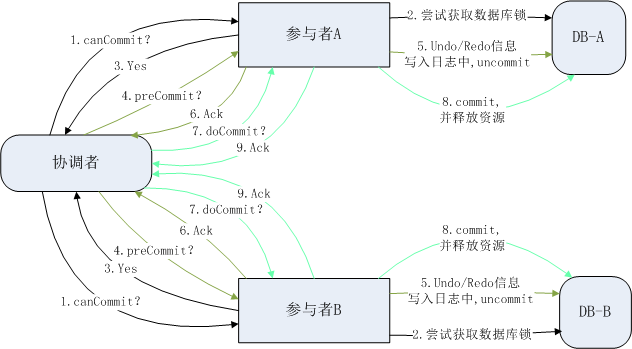 1.canCommit?
3.Yes
4.preCommit?
6.Ack
7.doCommit?
9.Ack
参与者A
2.尝试获取数据库锁
5.Undo/Redo信息
写入日志中,uncommit
8.commit,
并释放资源
DB-A
协调者
9.Ack
7.doCommit?
6.Ack
4.preCommit?
3.Yes
1.canCommit?
参与者B
8.commit,
并释放资源
5.Undo/Redo信息
写入日志中,uncommit
2.尝试获取数据库锁
DB-B